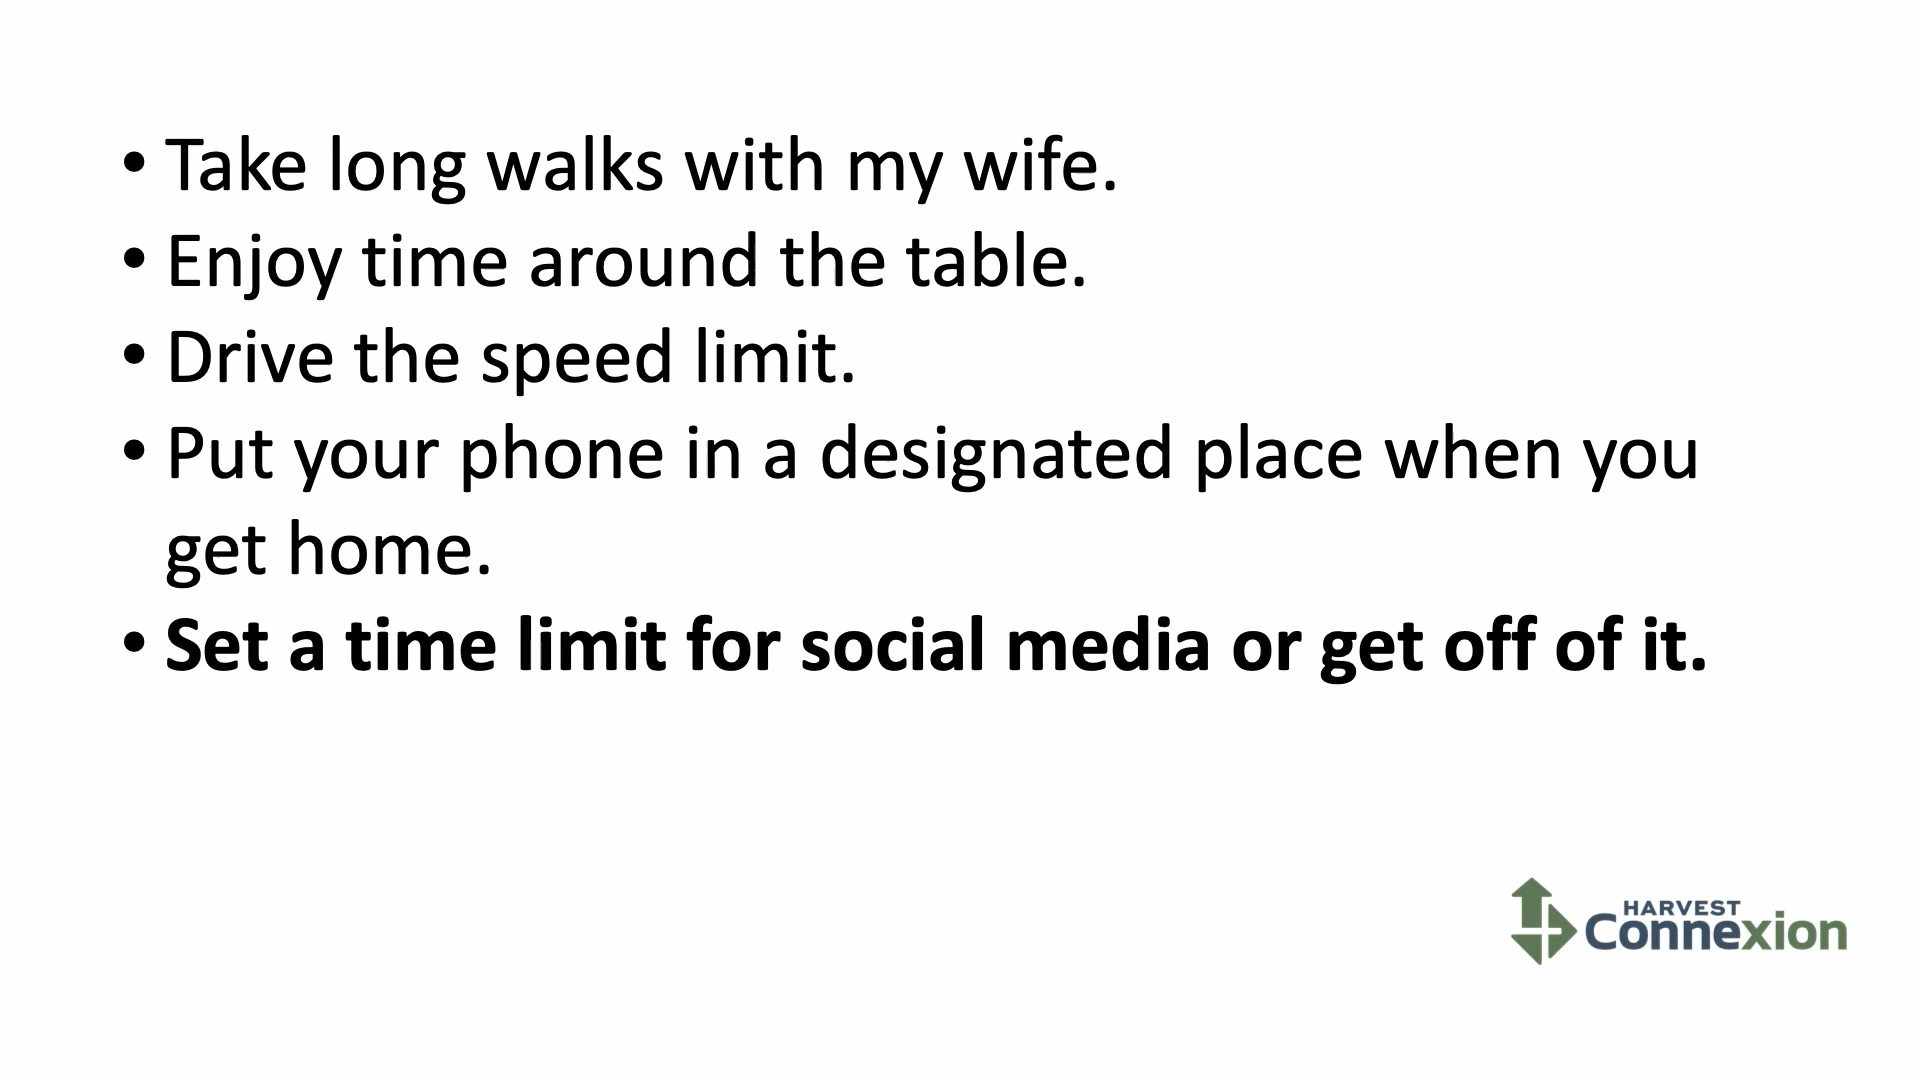 • Take long walks with my wife.
• Enjoy time around the table.
• Drive the speed limit.
• Put your phone in a designated place when you
get home.
• Set a time limit for social media or get off of it.
HARVEST
Connexion